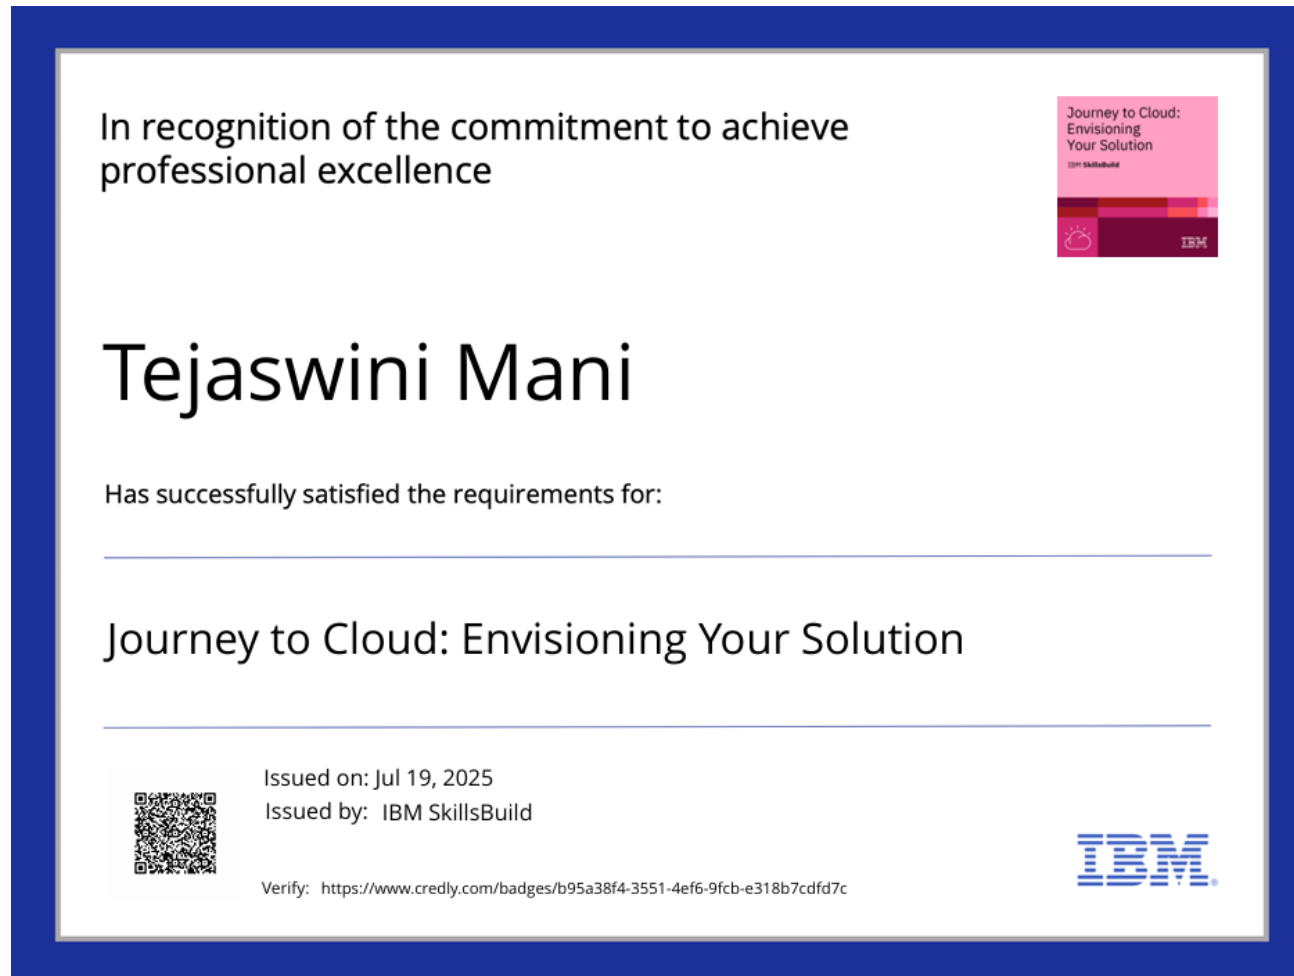 In recognition of the commitment to achieve
professional excellence
Journey to Cloud:
Envisioning
Your Solution
IBM SkillsBuild
IBM
Tejaswini Mani
Has successfully satisfied the requirements for:
Journey to Cloud: Envisioning Your Solution
Issued on: Jul 19, 2025
Issued by: IBM SkillsBuild
Verify: https://www.credly.com/badges/b95a38f4-3551-4ef6-9fcb-e318b7cdfd7c
IBM.